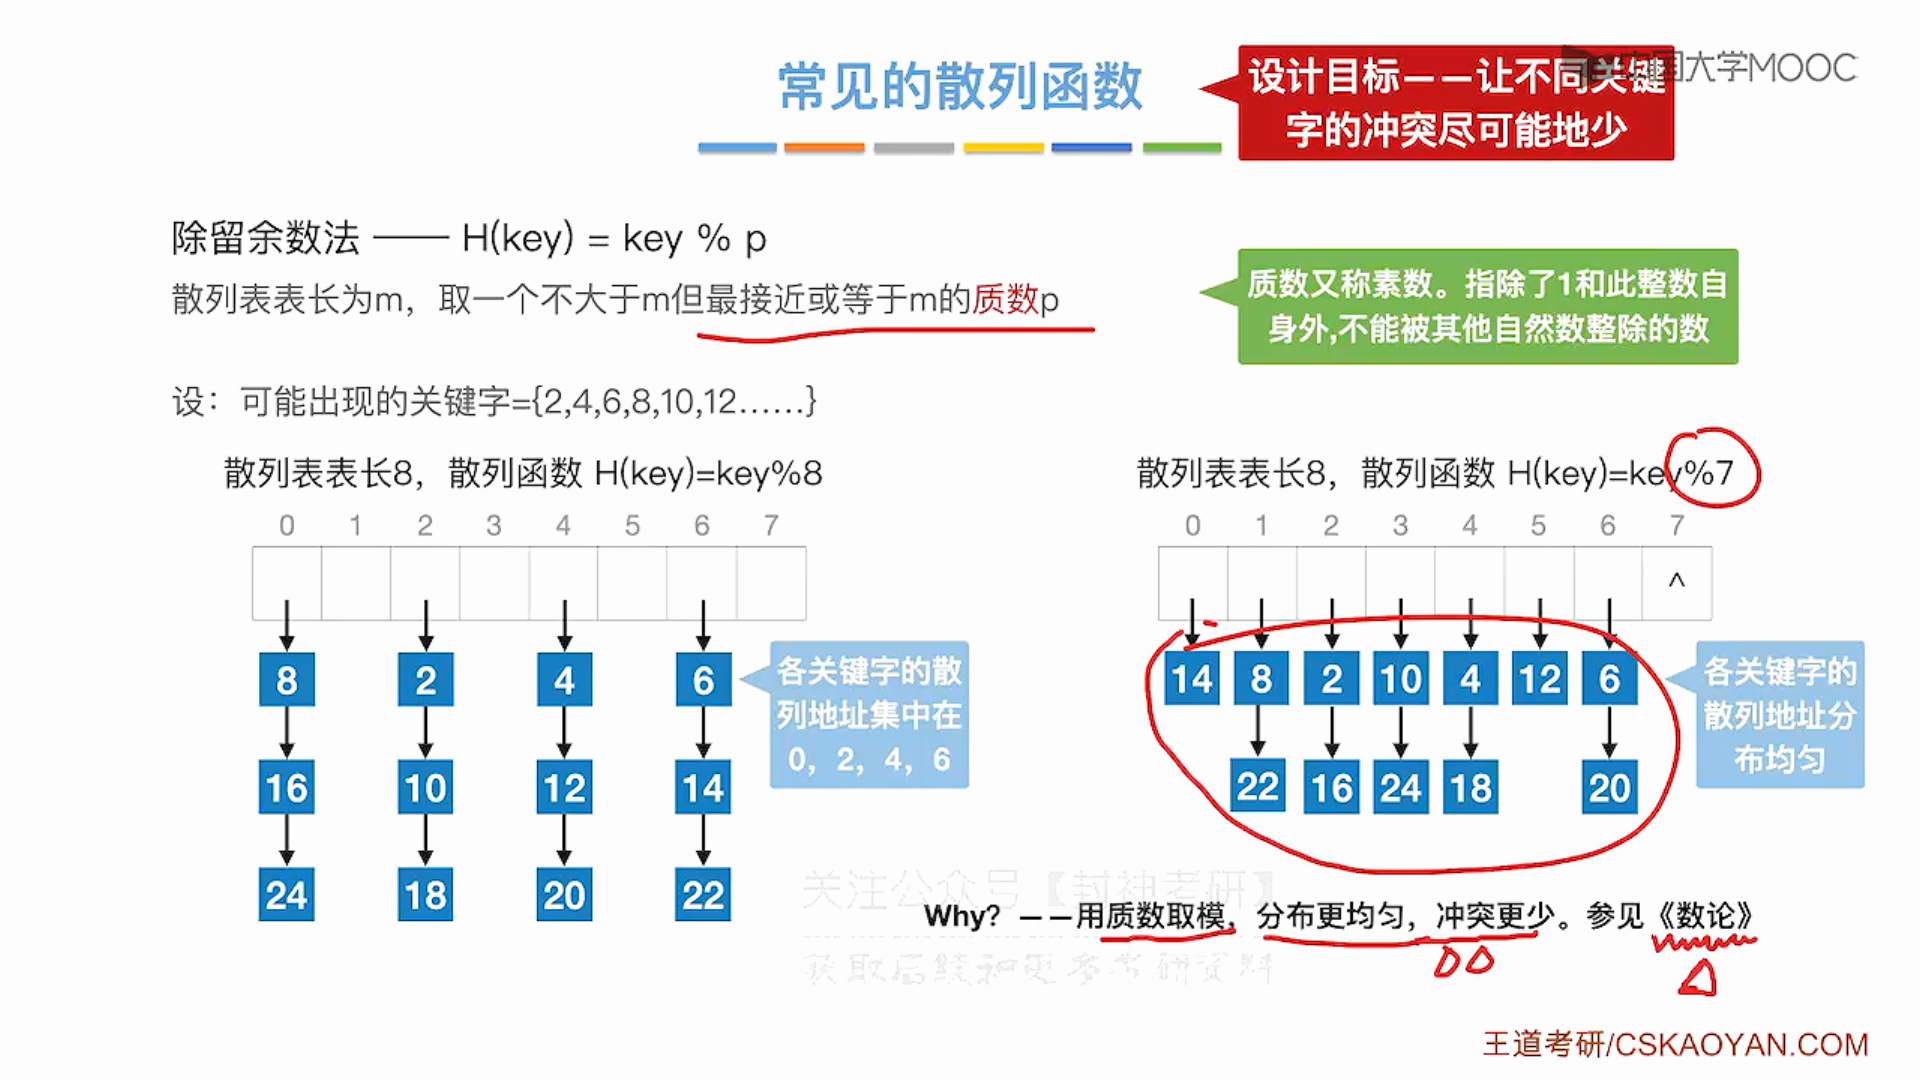 常见的散列函数
设计目标——让不同关键
字的冲突尽可能地少
中国大学MOOC
除留余数法 —— H(key) = key % p
散列表表长为m，取一个不大于m但最接近或等于m的质数p
质数又称素数。指除了1和此整数自
身外,不能被其他自然数整除的数
设：可能出现的关键字={2,4,6,8,10,12……}
散列表表长8，散列函数 H(key)=key%8
0 1 2 3 4 5 6 7
8 2 4 6
16 10 12 14
24 18 20 22
各关键字的散
列地址集中在
0，2，4，6
散列表表长8，散列函数 H(key)=key%7
0 1 2 3 4 5 6 7
^
14 8 2 10 4 12 6
22 16 24 18 20
各关键字的
散列地址分
布均匀
关注公众号【封神考研】
Why？——用质数取模，分布更均匀，冲突更少。参见《数论》
获取后续和更多考研资料
王道考研/CSKAOYAN.COM